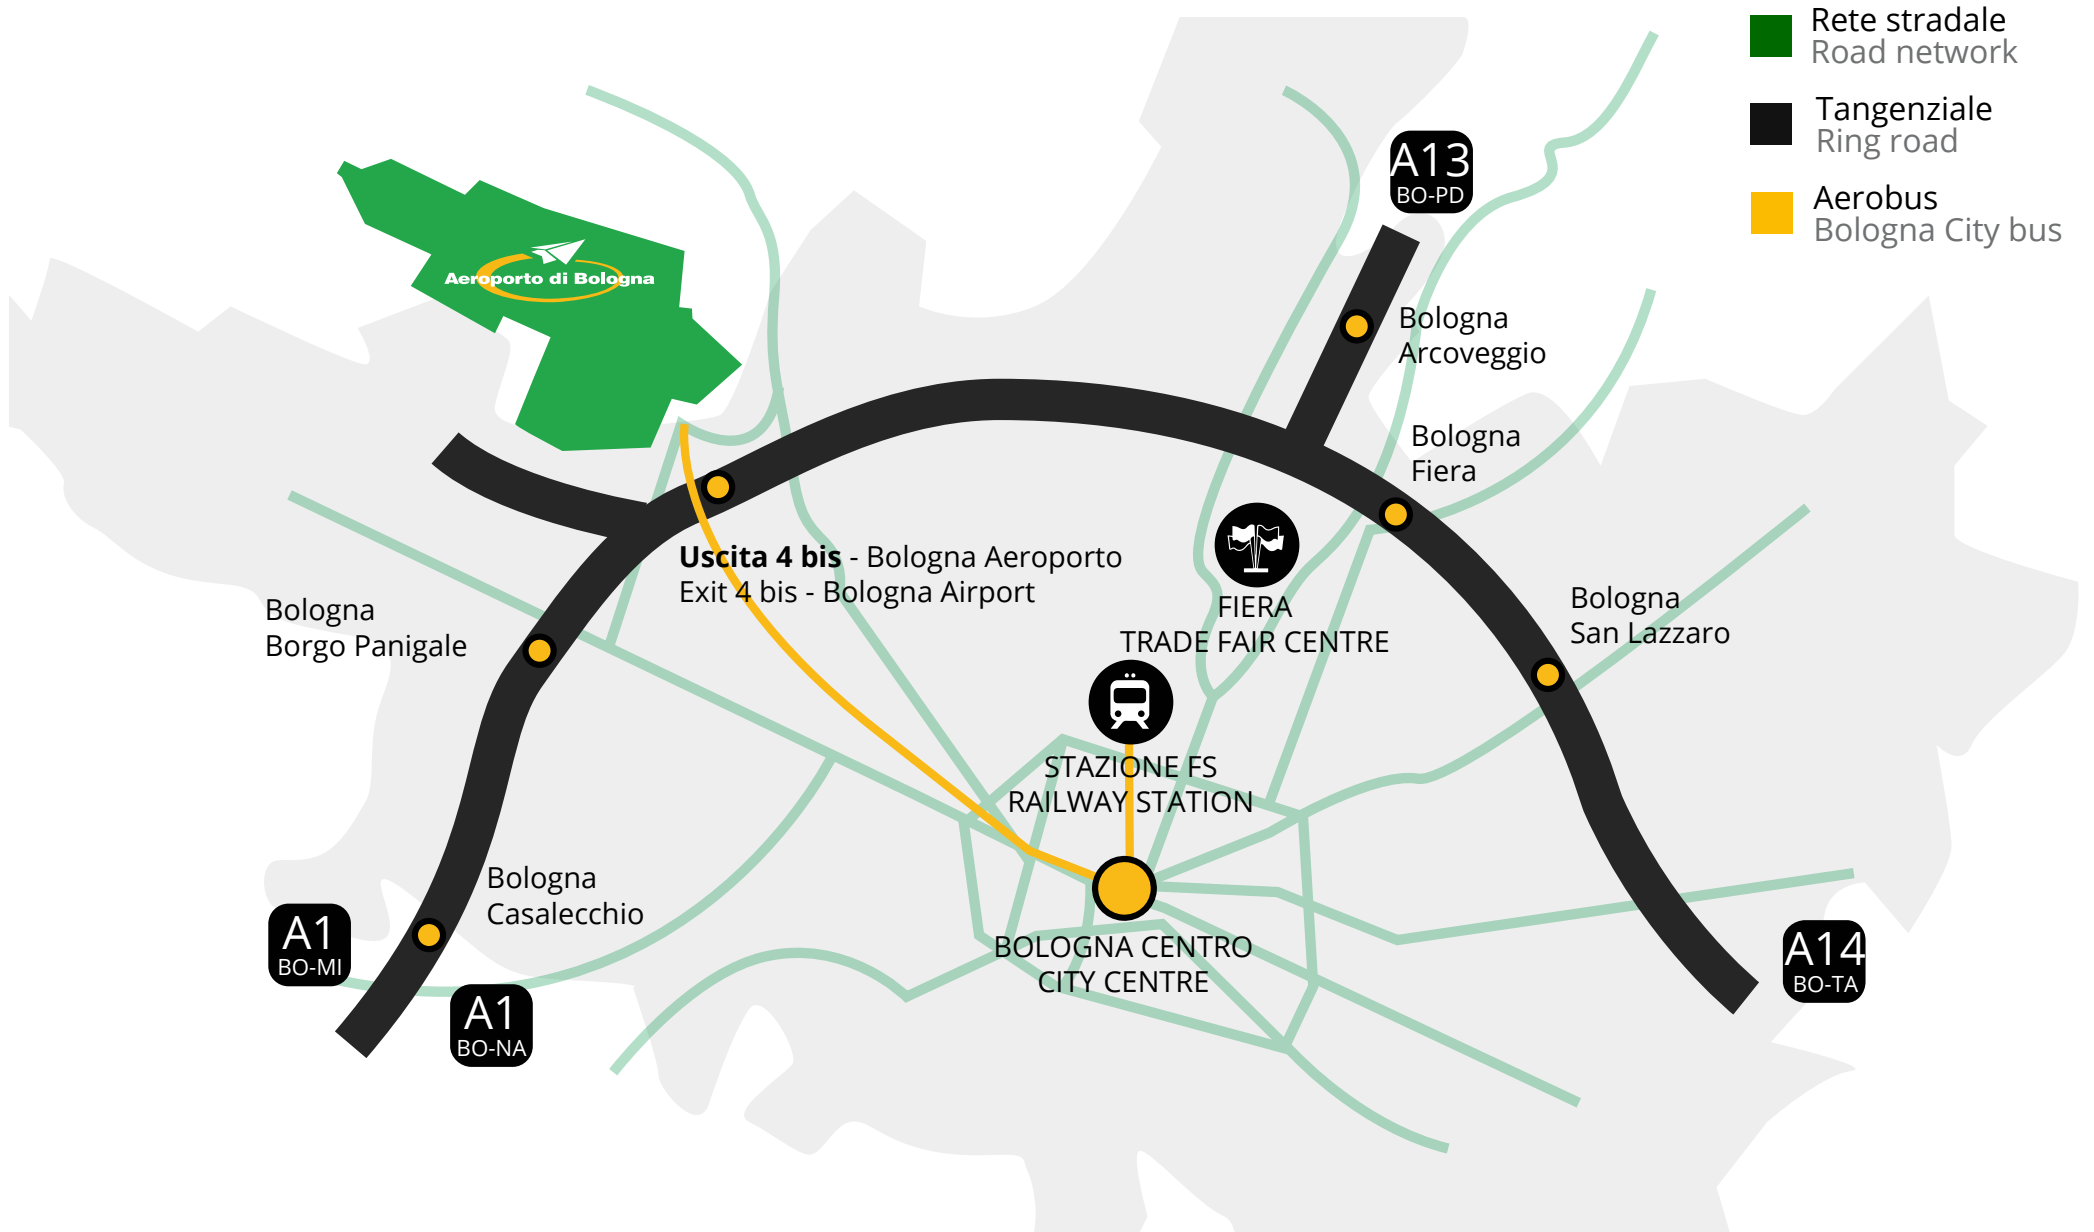 Rete stradale
Road network
Tangenziale
Ring road
Aerobus
Bologna City bus
A13
BO-PD
Aeroporto di Bologna
Bologna
Arcoveggio
Bologna
Fiera
Uscita 4 bis - Bologna Aeroporto
Exit 4 bis - Bologna Airport
FIERA
TRADE FAIR CENTRE
Bologna
San Lazzaro
Bologna
Borgo Panigale
STAZIONE FS
RAILWAY STATION
Bologna
Casalecchio
A1
BO-MI
A1
BO-NA
BOLOGNA CENTRO
CITY CENTRE
A14
BO-TA